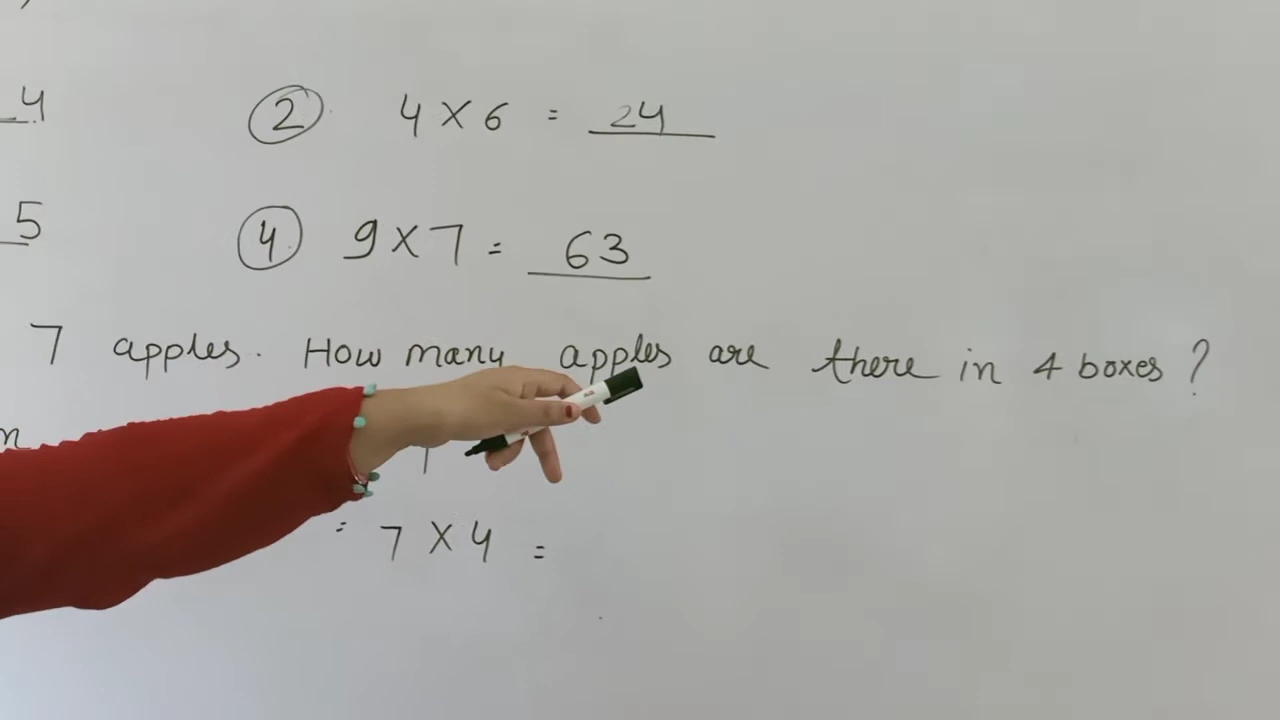 4
② 4 × 6 = 24
5
④ 9 × 7 = 63
7 apples. How many apples are there in 4 boxes?
n 7
= 7 × 4 =